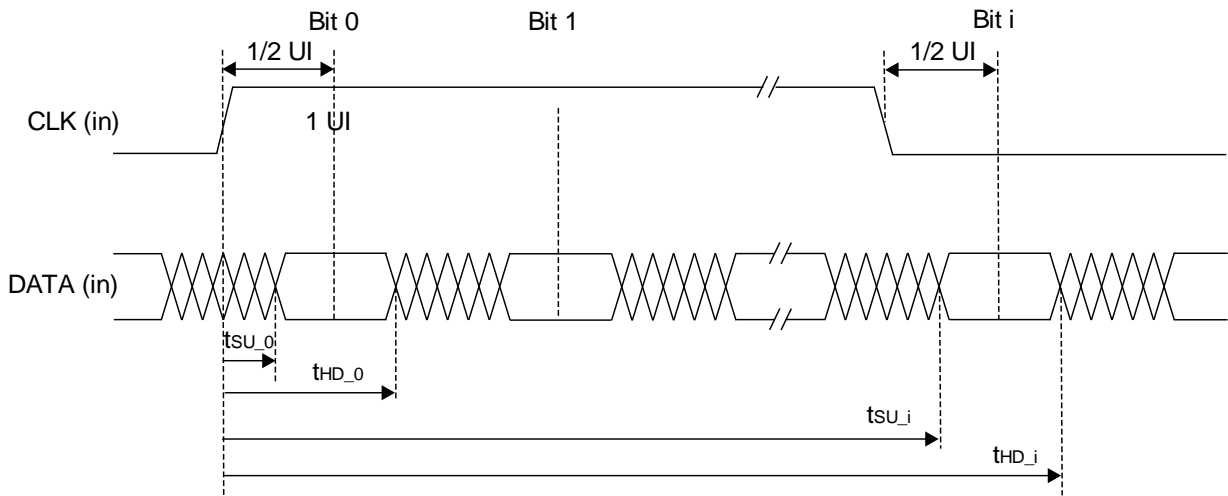 Bit 0 Bit 1 Bit i
1/2 UI 1/2 UI
CLK (in) 1 UI
DATA (in)
tSU_0
tHD_0
tSU_i
tHD_i